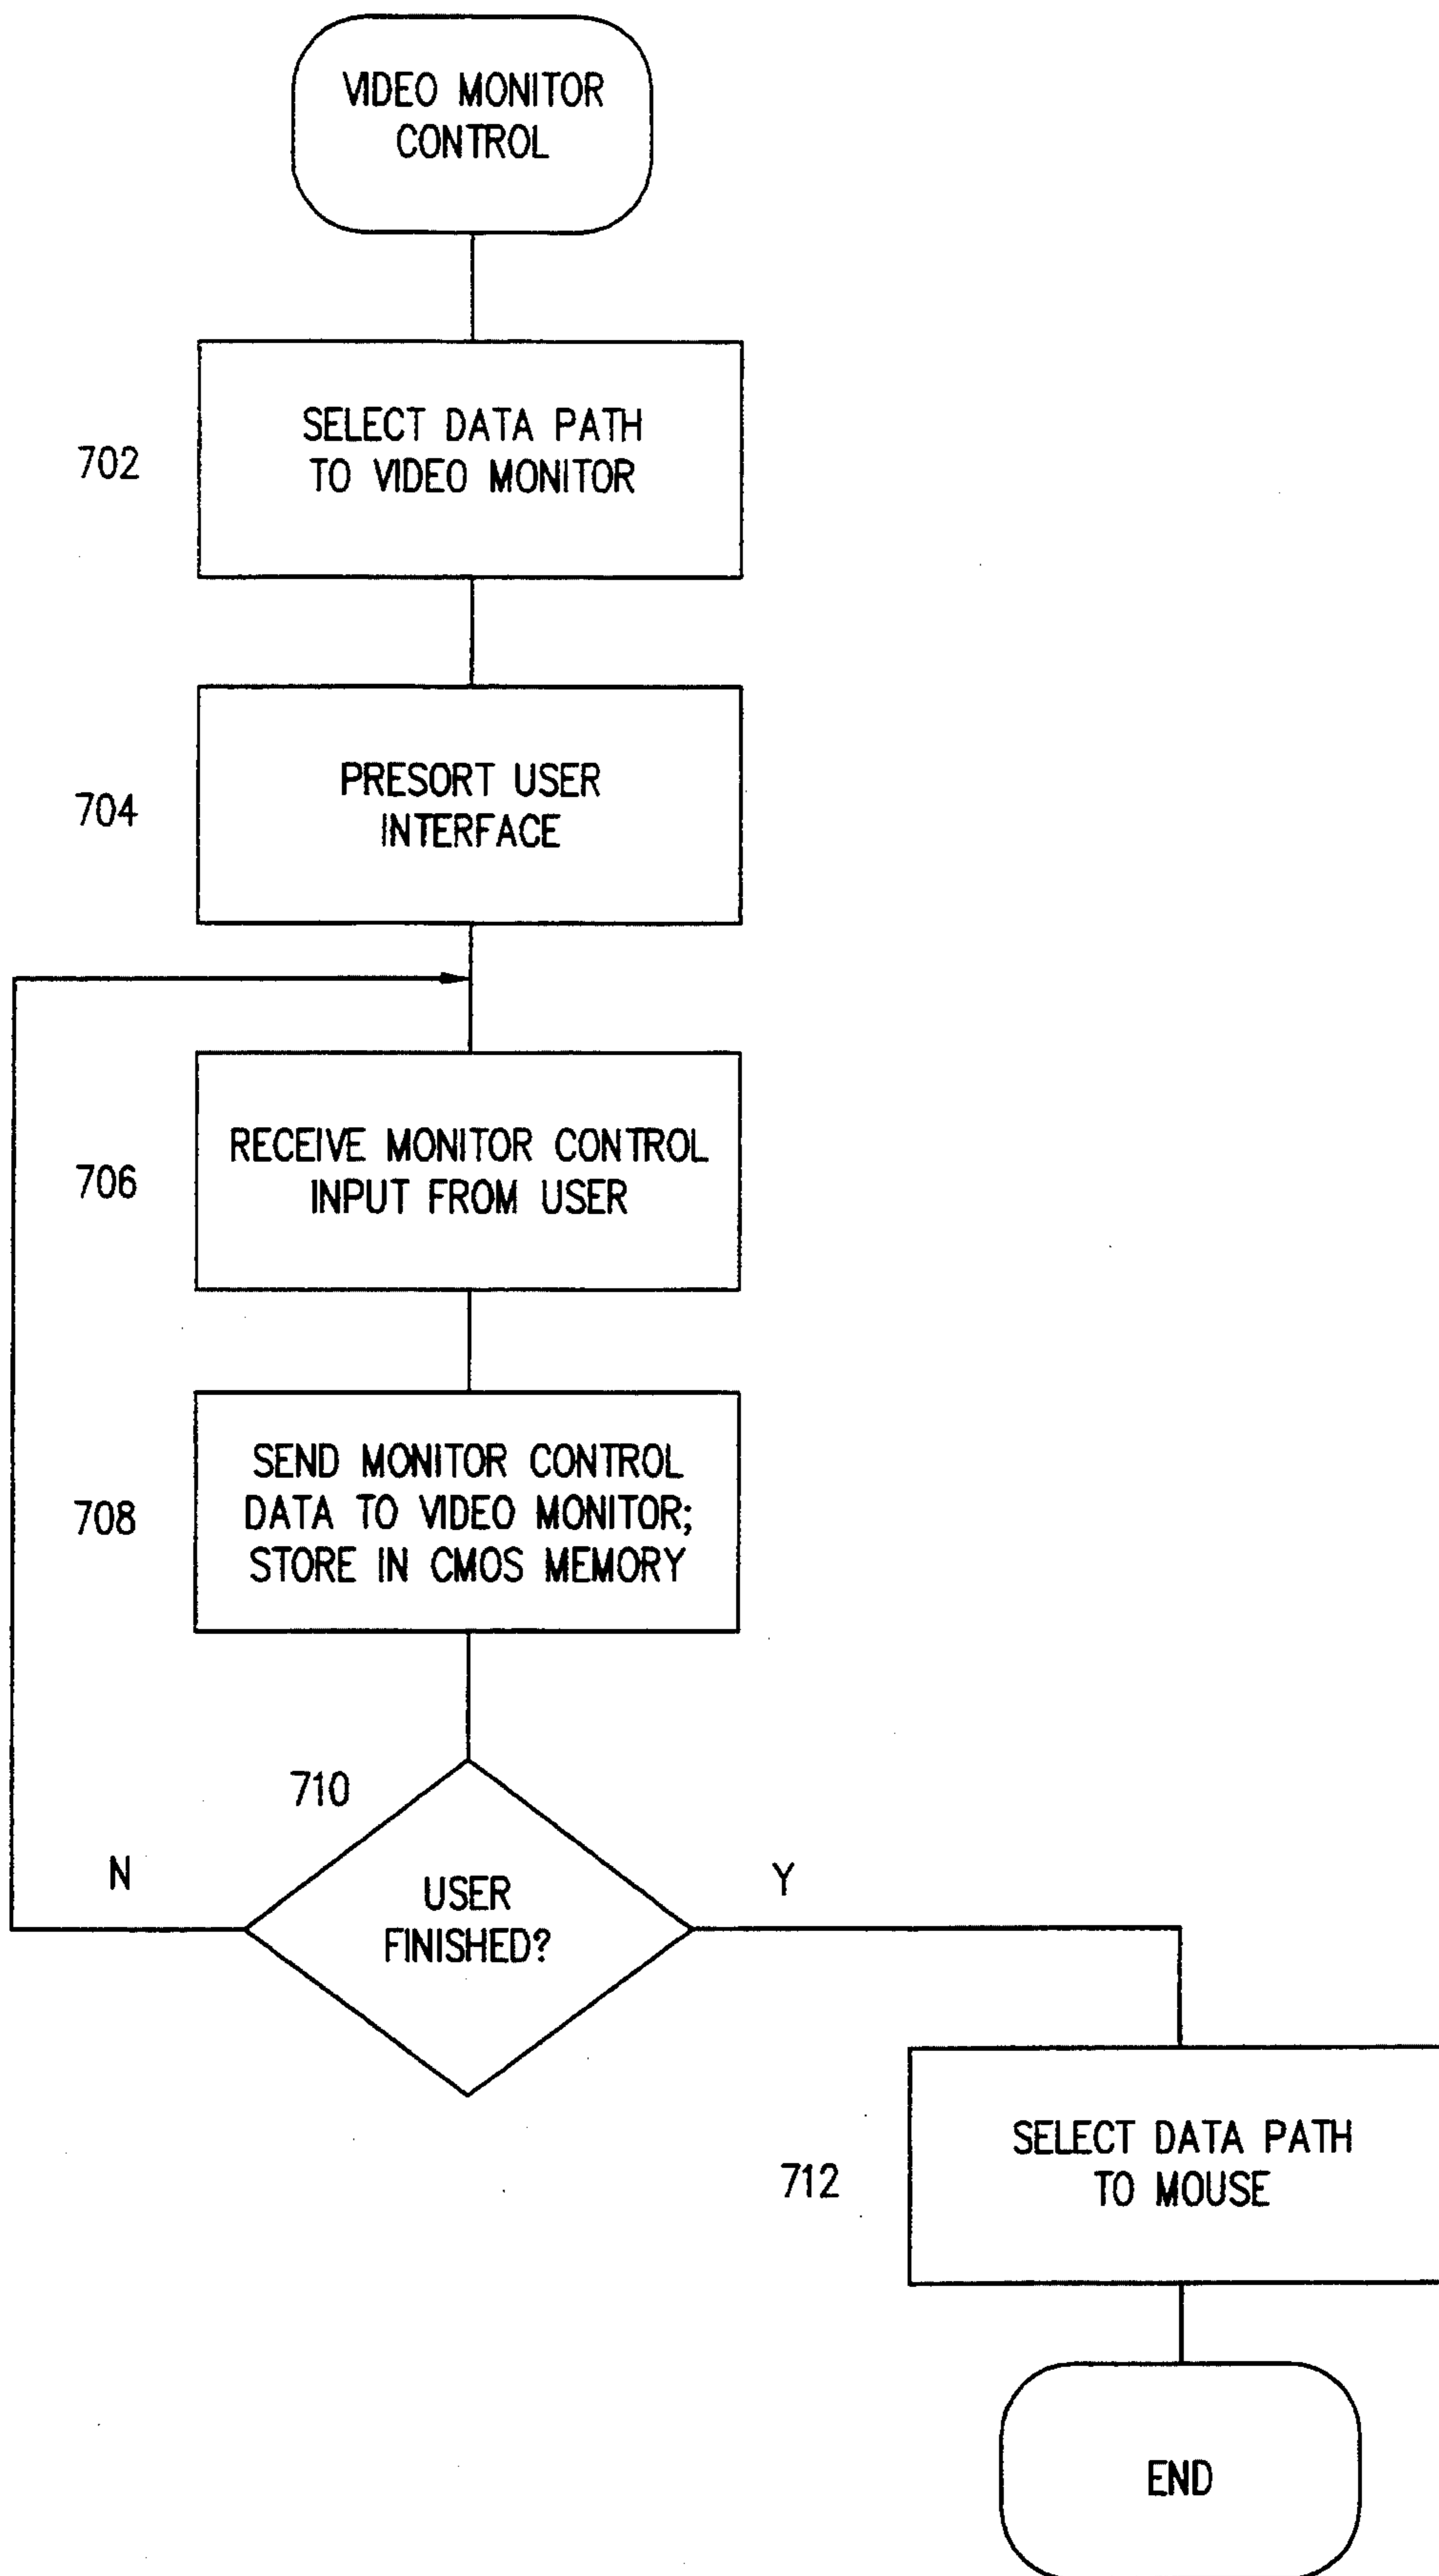 VIDEO MONITOR
CONTROL
702
SELECT DATA PATH
TO VIDEO MONITOR
704
PRESORT USER
INTERFACE
706
RECEIVE MONITOR CONTROL
INPUT FROM USER
708
SEND MONITOR CONTROL
DATA TO VIDEO MONITOR;
STORE IN CMOS MEMORY
710
N
USER
FINISHED?
Y
712
SELECT DATA PATH
TO MOUSE
END